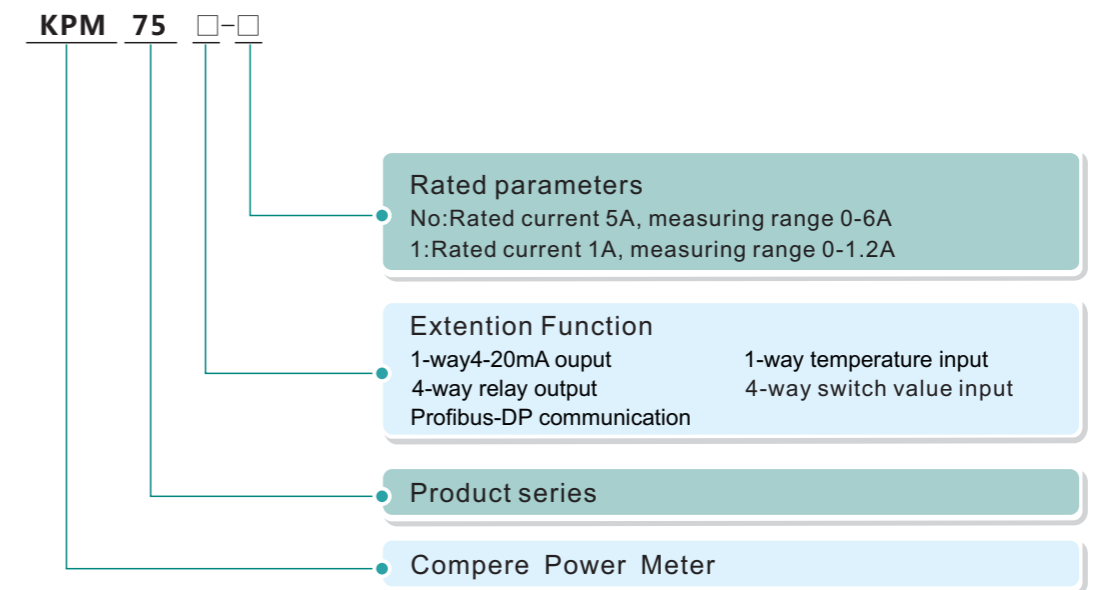 KPM 75 □-□
Rated parameters
No:Rated current 5A, measuring range 0-6A
1:Rated current 1A, measuring range 0-1.2A
Extention Function
1-way4-20mA ouput 1-way temperature input
4-way relay output 4-way switch value input
Profibus-DP communication
Product series
Compere Power Meter